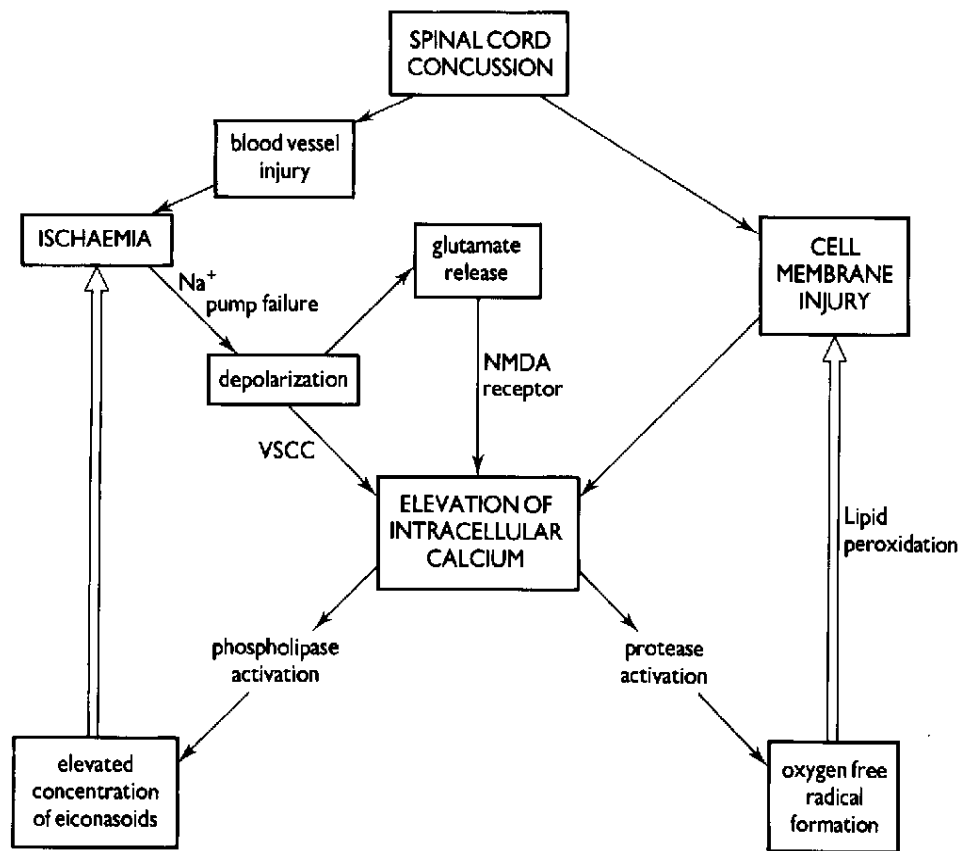 SPINAL CORD
CONCUSSION
blood vessel
injury
ISCHAEMIA
glutamate
release
CELL
MEMBRANE
INJURY
Na⁺
pump failure
depolarization
NMDA
receptor
VSCC
ELEVATION OF
INTRACELLULAR
CALCIUM
Lipid
peroxidation
phospholipase
activation
protease
activation
elevated
concentration
of eiconasoids
oxygen free
radical
formation